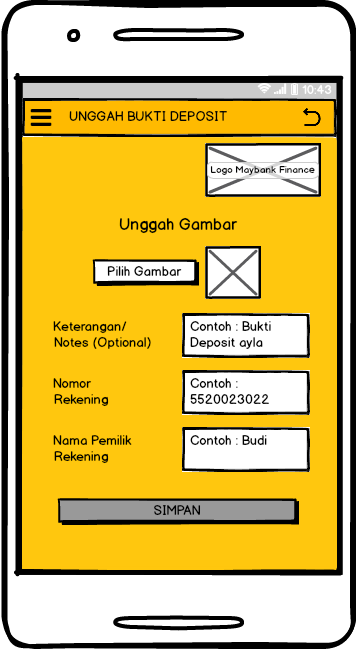 10:43
UNGGAH BUKTI DEPOSIT
Logo Maybank Finance
Unggah Gambar
Pilih Gambar
Keterangan/
Notes (Optional)
Contoh : Bukti
Deposit ayla
Nomor
Rekening
Contoh :
5520023022
Nama Pemilik
Rekening
Contoh : Budi
SIMPAN